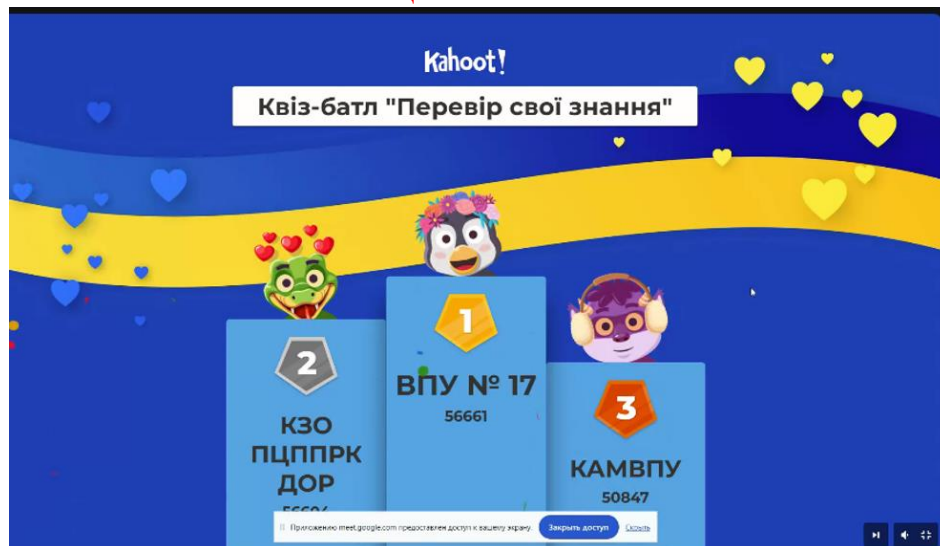 Kahoot!
Квіз-батл "Перевір свої знання"
1
ВПУ № 17
56661
2
КЗО
ПЦППРК
ДОР
56604
3
КАМВПУ
50847
Приложению meet.google.com предоставлен доступ к вашему экрану.
Закрыть доступ
Скрыть